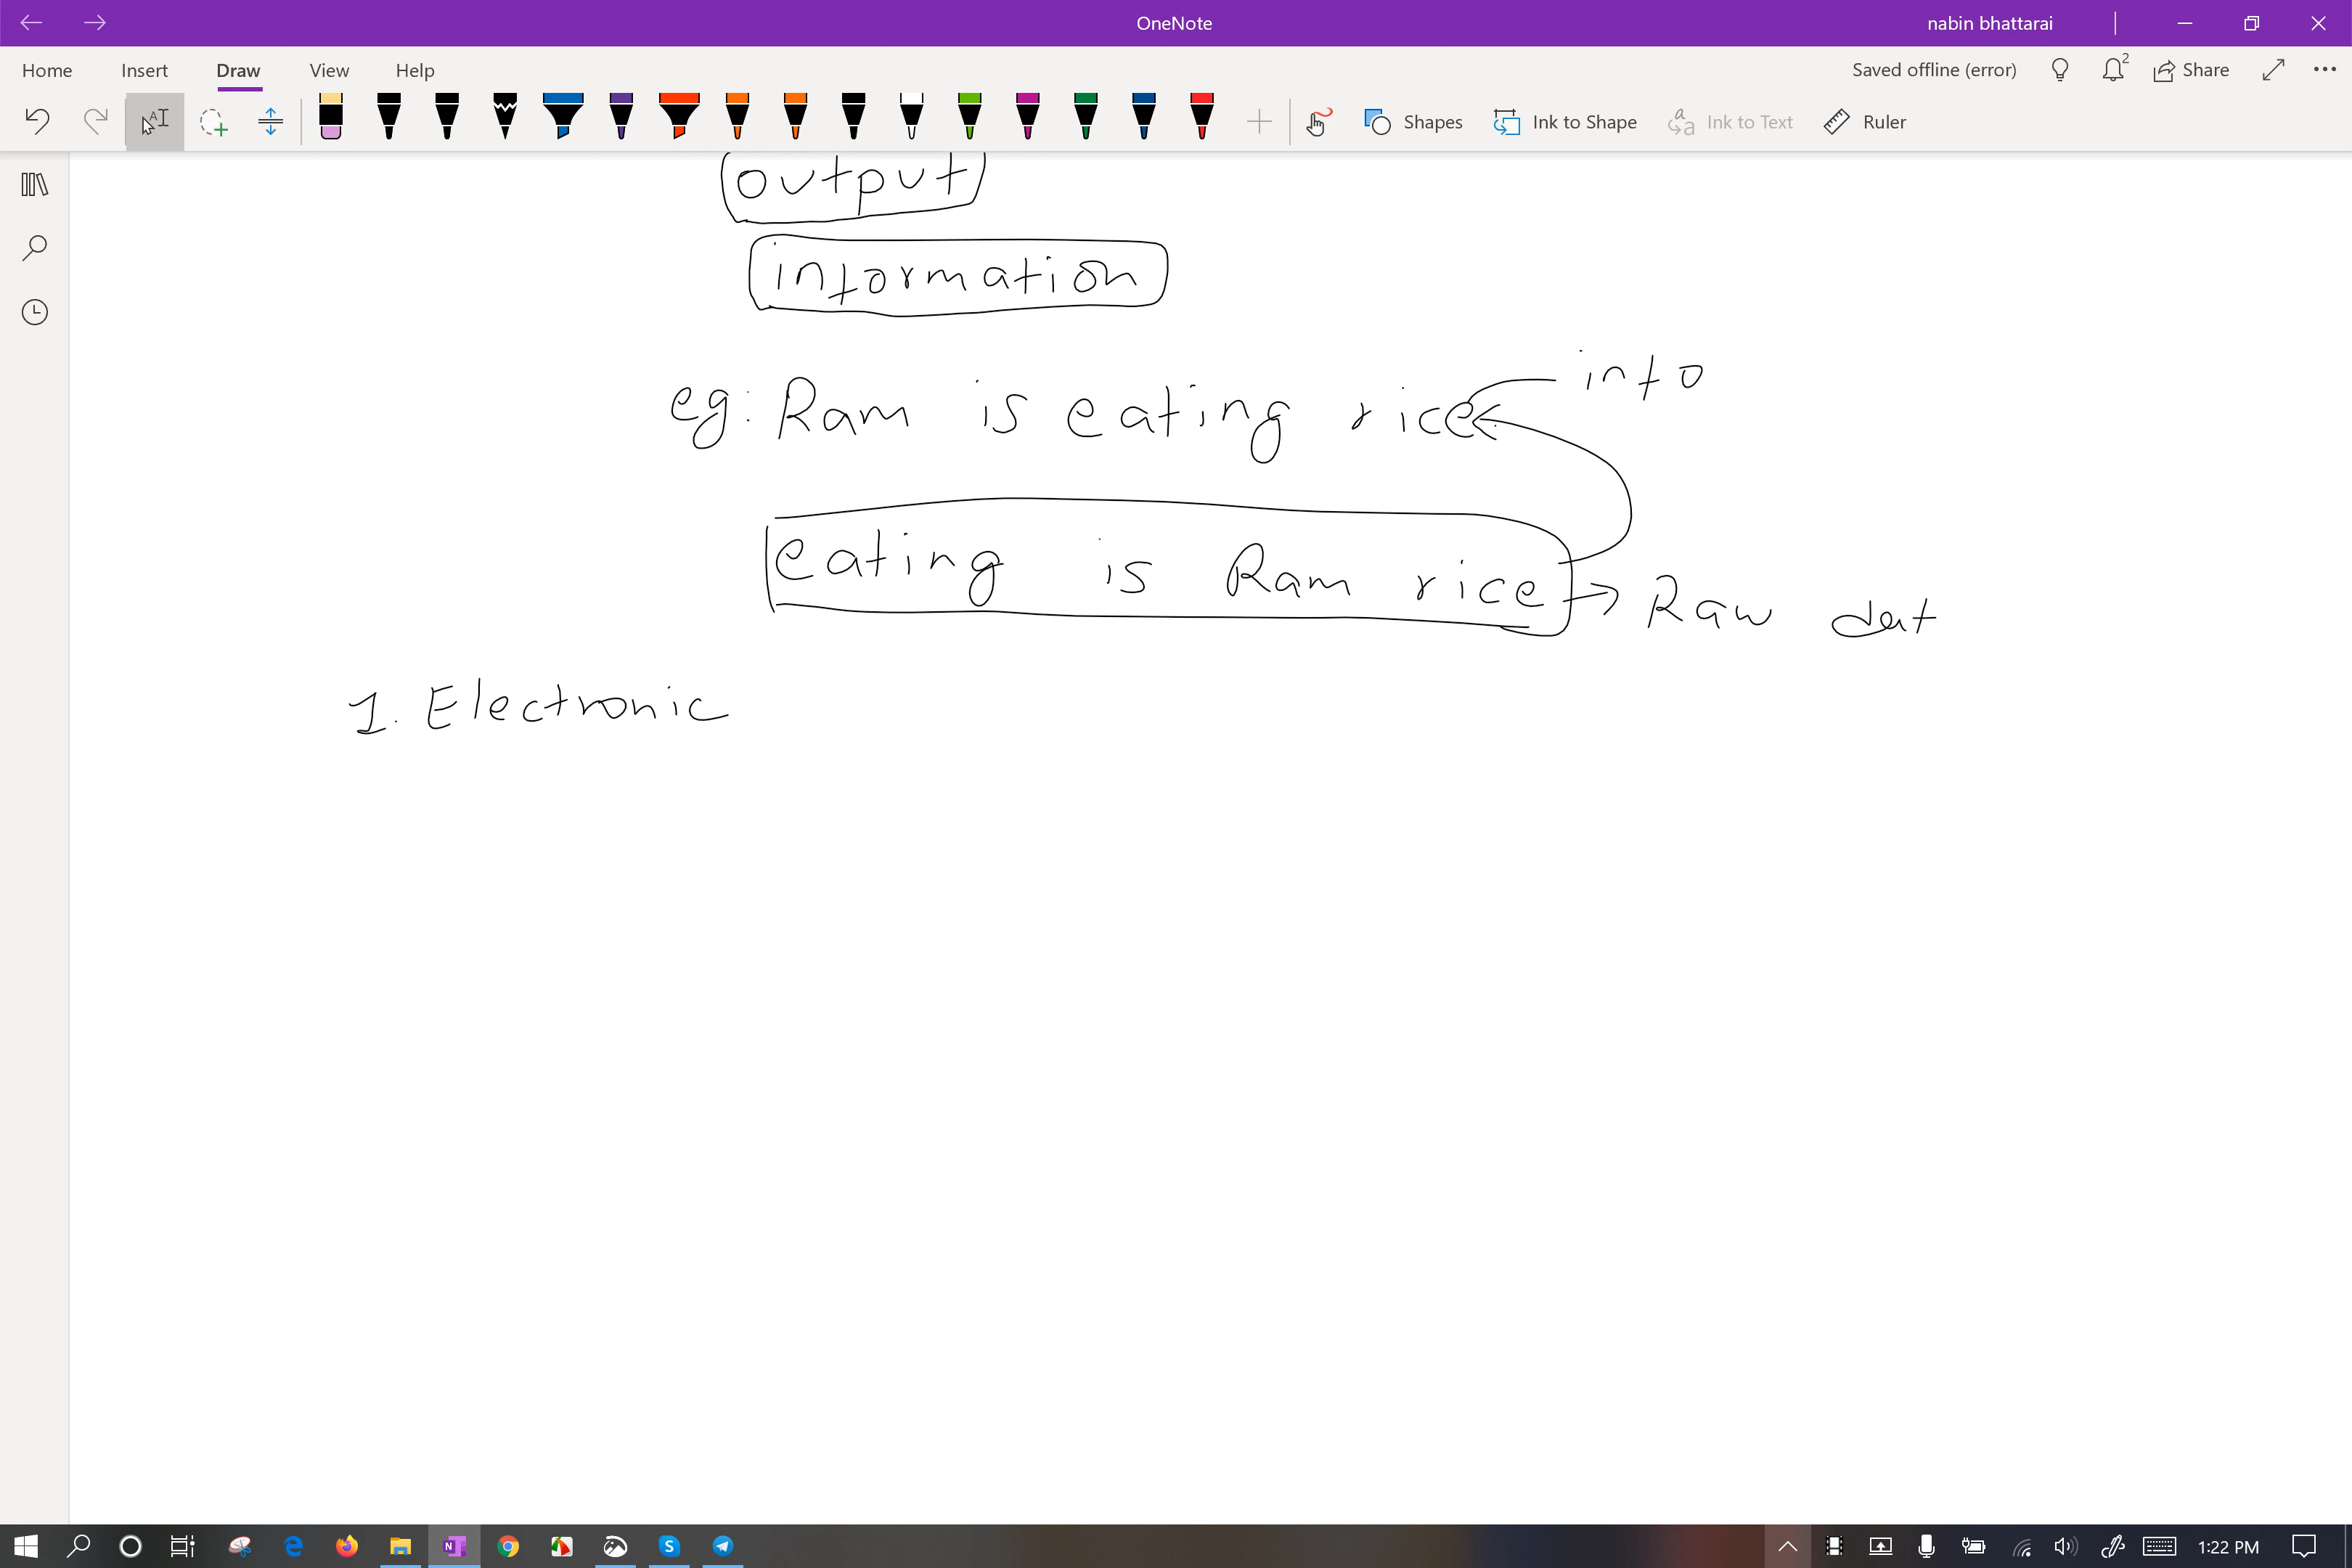 OneNote
nabin bhattarai
Home Insert Draw View Help
Saved offline (error)
2
Share
Shapes
Ink to Shape
Ink to Text
Ruler
output
information
info
eg: Ram is eating rice
eating is Ram rice
Raw dat
1. Electronic
1:22 PM